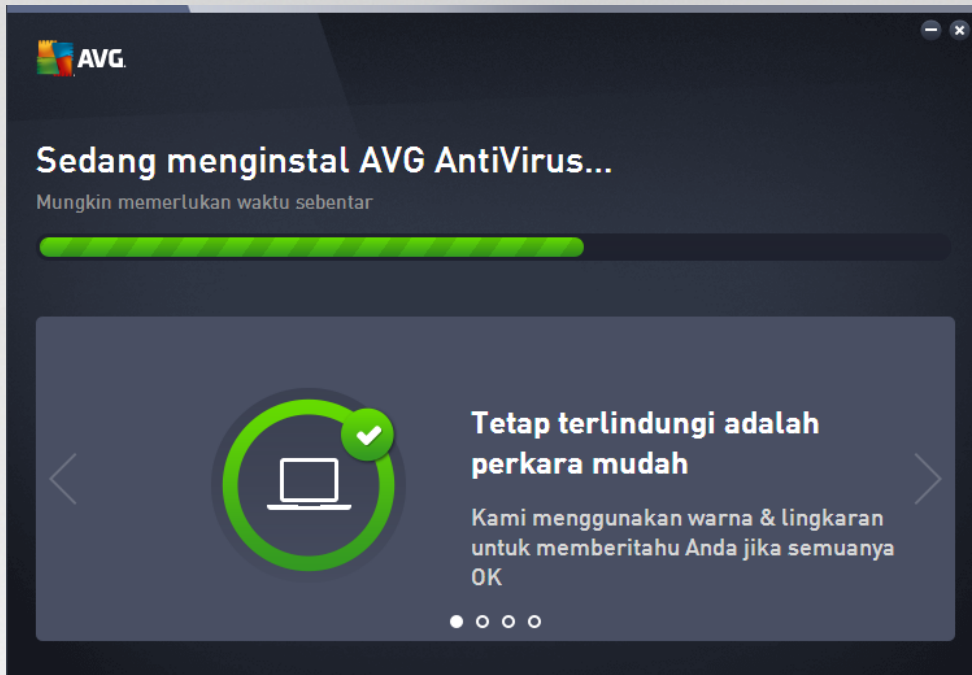 AVG.
Sedang menginstal AVG AntiVirus...
Mungkin memerlukan waktu sebentar
Tetap terlindungi adalah
perkara mudah
Kami menggunakan warna & lingkaran
untuk memberitahu Anda jika semuanya
OK